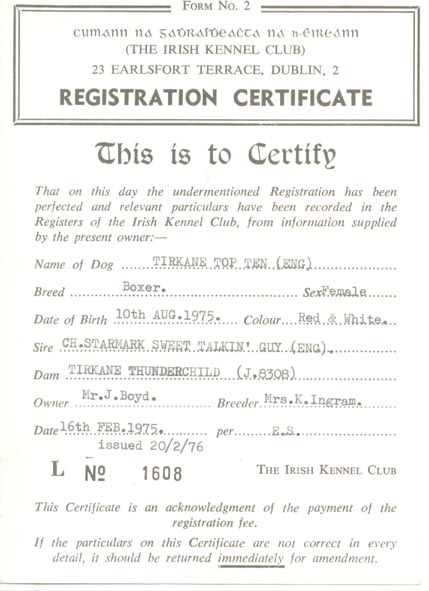 FORM NO. 2
cumann na gaḋraiḋeaċta na h-éireann
(THE IRISH KENNEL CLUB)
23 EARLSFORT TERRACE, DUBLIN, 2
REGISTRATION CERTIFICATE
This is to Certify
That on this day the undermentioned Registration has been
perfected and relevant particulars have been recorded in the
Registers of the Irish Kennel Club, from information supplied
by the present owner:—
Name of Dog TIRKANE TOP TEN (ENG)
Breed Boxer. Sex Female
Date of Birth 10th AUG.1975. Colour Red & White.
Sire CH.STARMARK SWEET TALKIN' GUY (ENG).
Dam TIRKANE THUNDERCHILD (J.8308)
Owner Mr.J.Boyd. Breeder Mrs.K.Ingram.
Date 16th FEB.1975. per E.S.
issued 20/2/76
L Nº 1608 THE IRISH KENNEL CLUB
This Certificate is an acknowledgment of the payment of the
registration fee.
If the particulars on this Certificate are not correct in every
detail, it should be returned immediately for amendment.